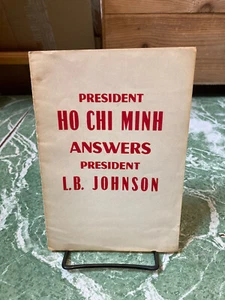 PRESIDENT
HO CHI MINH
ANSWERS
PRESIDENT
L.B. JOHNSON